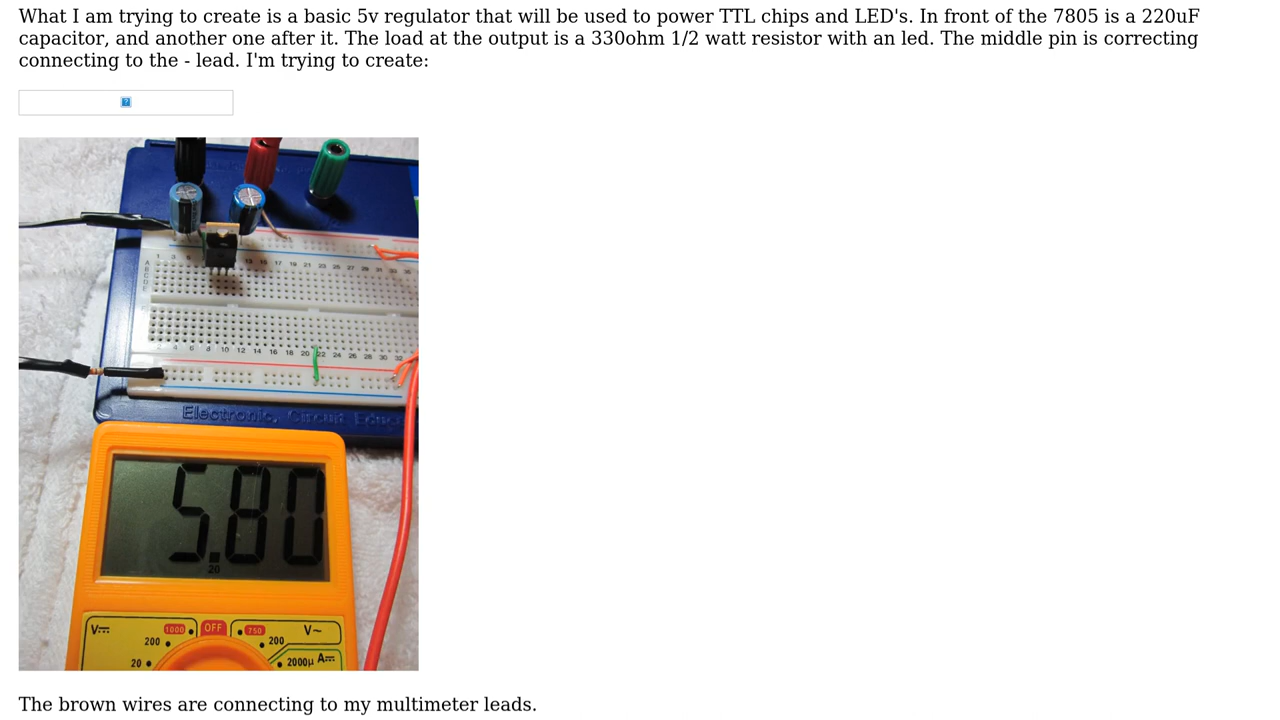 What I am trying to create is a basic 5v regulator that will be used to power TTL chips and LED's. In front of the 7805 is a 220uF
capacitor, and another one after it. The load at the output is a 330ohm 1/2 watt resistor with an led. The middle pin is correcting
connecting to the - lead. I'm trying to create:
Electronic, Circuit
5.80
20
V 1000 OFF 750 V~
200 200
20 2000µ A
The brown wires are connecting to my multimeter leads.